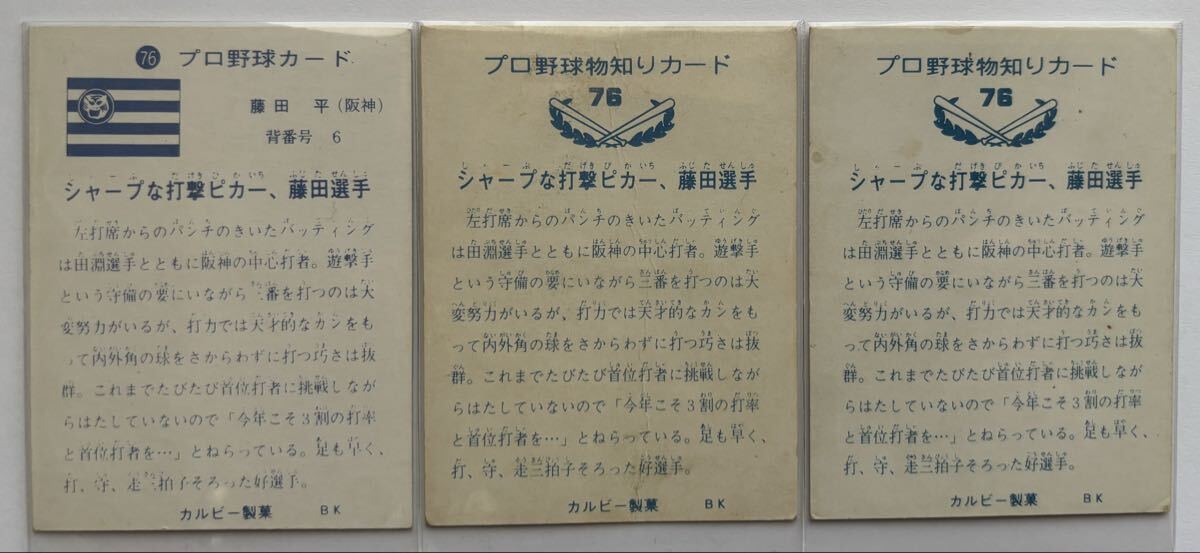 76 プロ野球カード
藤田 平(阪神)
背番号 6
シャープな打撃ピカ一、藤田選手
左打席からのパンチのきいたバッティング
は田淵選手とともに阪神の中心打者。遊撃手
という守備の要にいながら三番を打つのは大
変努力がいるが、打力では天才的なカンをも
って内外角の球をさからわずに打つ巧さは抜
群。これまでたびたび首位打者に挑戦しなが
らはたしていないので「今年こそ3割の打率
と首位打者を…」とねらっている。足も早く、
打、守、走三拍子そろった好選手。
カルビー製菓 BK
プロ野球物知りカード
76
シャープな打撃ピカ一、藤田選手
左打席からのパンチのきいたバッティング
は田淵選手とともに阪神の中心打者。遊撃手
という守備の要にいながら三番を打つのは大
変努力がいるが、打力では天才的なカンをも
って内外角の球をさからわずに打つ巧さは抜
群。これまでたびたび首位打者に挑戦しなが
らはたしていないので「今年こそ3割の打率
と首位打者を…」とねらっている。足も早く、
打、守、走三拍子そろった好選手。
カルビー製菓 BK
プロ野球物知りカード
76
シャープな打撃ピカ一、藤田選手
左打席からのパンチのきいたバッティング
は田淵選手とともに阪神の中心打者。遊撃手
という守備の要にいながら三番を打つのは大
変努力がいるが、打力では天才的なカンをも
って内外角の球をさからわずに打つ巧さは抜
群。これまでたびたび首位打者に挑戦しなが
らはたしていないので「今年こそ3割の打率
と首位打者を…」とねらっている。足も早く、
打、守、走三拍子そろった好選手。
カルビー製菓 BK